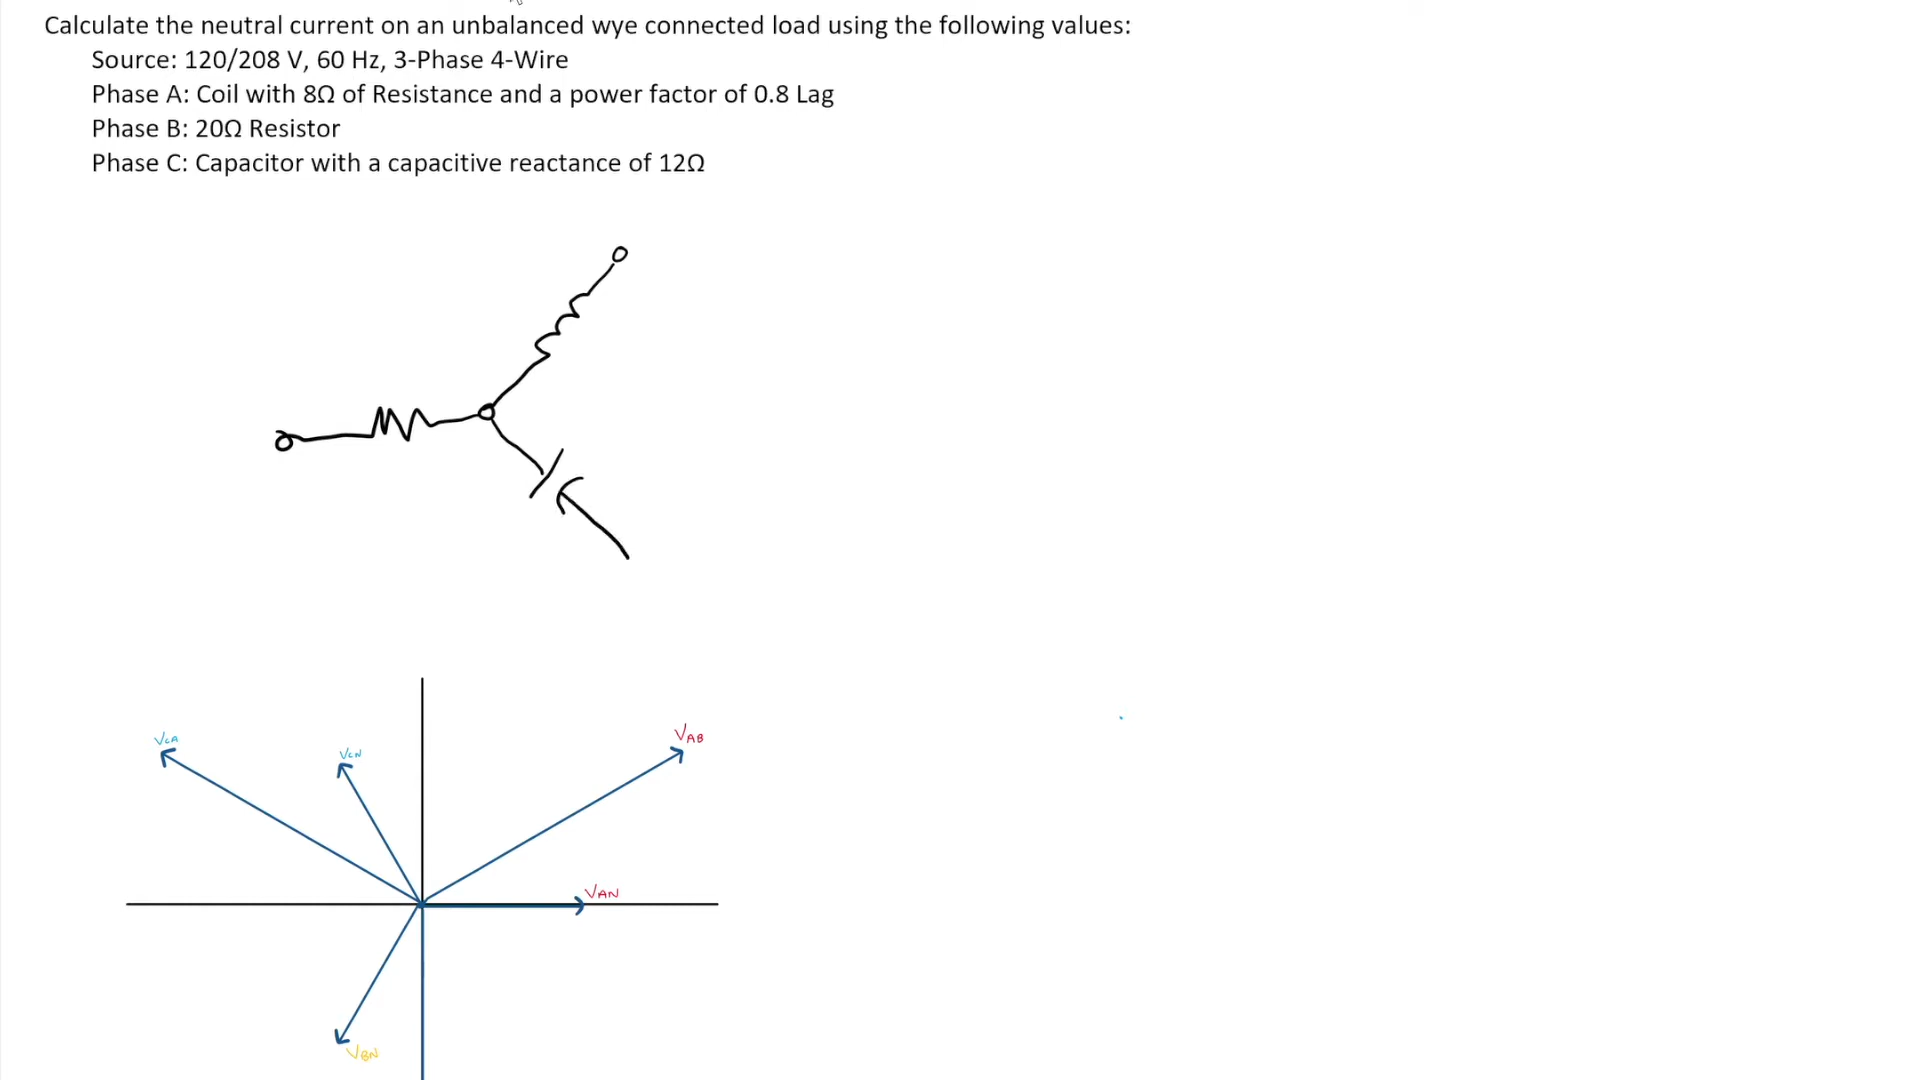 Calculate the neutral current on an unbalanced wye connected load using the following values:
Source: 120/208 V, 60 Hz, 3-Phase 4-Wire
Phase A: Coil with 8Ω of Resistance and a power factor of 0.8 Lag
Phase B: 20Ω Resistor
Phase C: Capacitor with a capacitive reactance of 12Ω
VCA
VCN
VAB
VAN
VBN